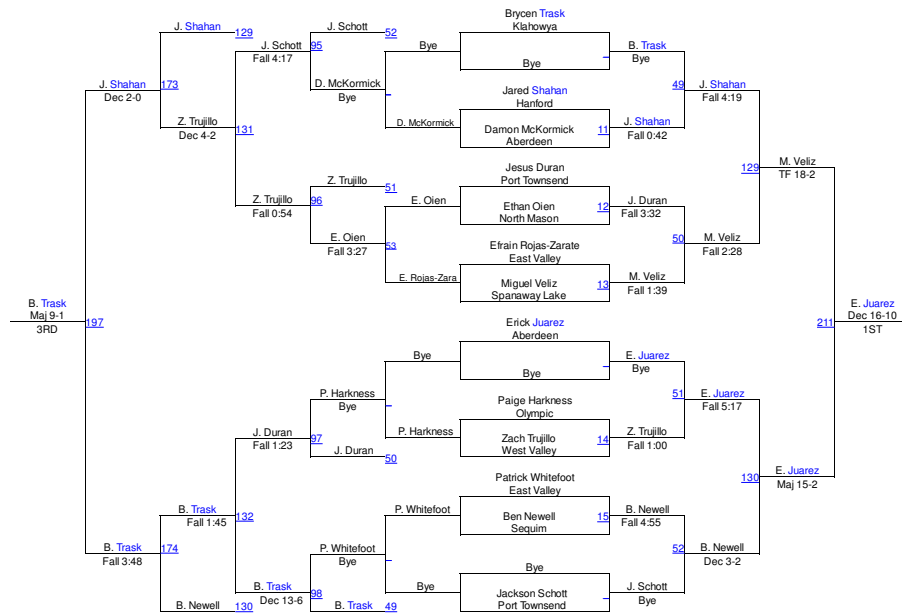 Brycen Trask
J. Shahan 129 J. Schott 52 Klahowya
J. Schott 95 Bye B. Trask
Fall 4:17 Bye Bye
J. Shahan 173 D. McKormick 49 J. Shahan
Dec 2-0 Bye Jared Shahan Fall 4:19
Hanford
Z. Trujillo D. McKormick J. Shahan
Dec 4-2 131 Damon McKormick 11 Fall 0:42
Aberdeen
129 M. Veliz
TF 18-2
Jesus Duran
Z. Trujillo 51 Port Townsend
Z. Trujillo 96 E. Oien J. Duran
Fall 0:54 Ethan Oien 12 Fall 3:32
North Mason
E. Oien 53 50 M. Veliz
Fall 3:27 Efrain Rojas-Zarate Fall 2:28
East Valley
E. Rojas-Zara M. Veliz
Miguel Veliz 13 Fall 1:39
Spanaway Lake
B. Trask E. Juarez
Maj 9-1 197 211 Dec 16-10
3RD 1ST
Erick Juarez
Aberdeen
Bye E. Juarez
Bye Bye
P. Harkness 51 E. Juarez
Bye Paige Harkness Fall 5:17
Olympic
J. Duran 97 P. Harkness Z. Trujillo
Fall 1:23 Zach Trujillo 14 Fall 1:00
J. Duran 50 West Valley
130 E. Juarez
Maj 15-2
Patrick Whitefoot
East Valley
B. Trask 132 P. Whitefoot B. Newell
Fall 1:45 Ben Newell 15 Fall 4:55
Sequim
B. Trask 174 P. Whitefoot 52 B. Newell
Fall 3:48 Bye Dec 3-2
Bye
B. Trask 98 Bye J. Schott
Dec 13-6 Jackson Schott Bye
B. Newell 130 B. Trask 49 Port Townsend